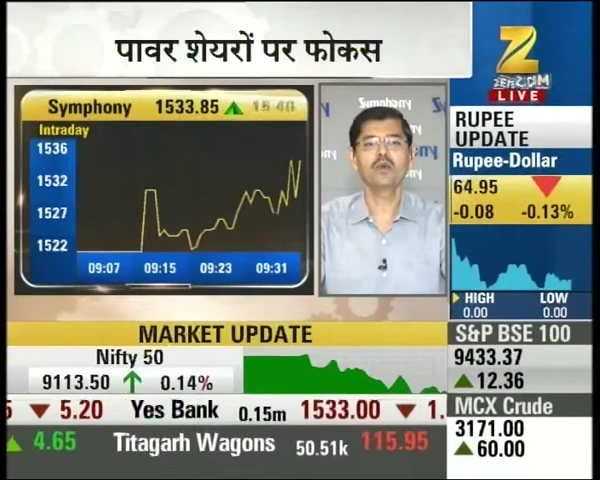 पावर शेयरों पर फोकस
Z
ZEEBIZ.COM
LIVE
Symphony 1533.85
Intraday
1536
1532
1527
1522
09:07 09:15 09:23 09:31
Symphony
RUPEE
UPDATE
Rupee-Dollar
64.95
-0.08 -0.13%
HIGH LOW
0.00 0.00
MARKET UPDATE
Nifty 50
9113.50 0.14%
S&P BSE 100
9433.37
12.36
MCX Crude
3171.00
60.00
5 5.20 Yes Bank 0.15m 1533.00 1.
4.65 Titagarh Wagons 50.51k 115.95